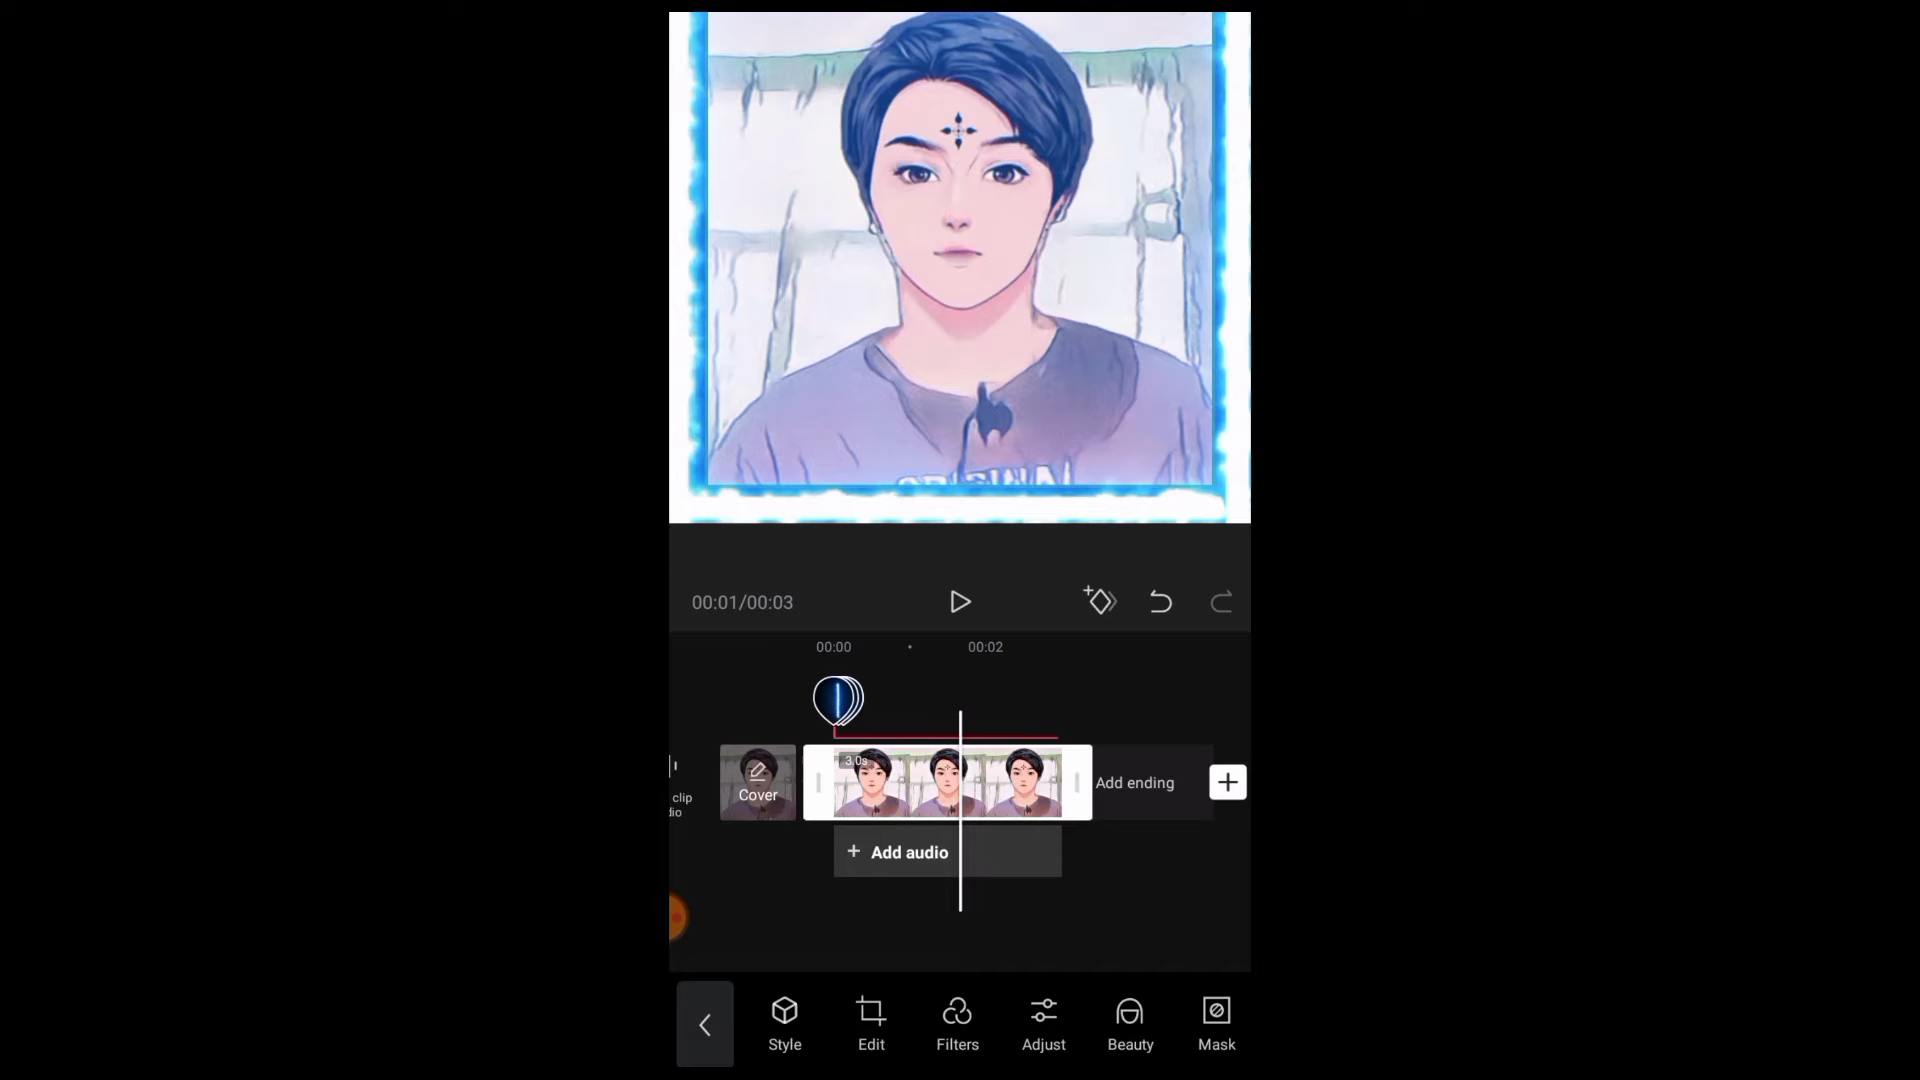 00:01/00:03
00:00
00:02
3.0s
clip
Cover
Add ending
+ Add audio
Style
Edit
Filters
Adjust
Beauty
Mask